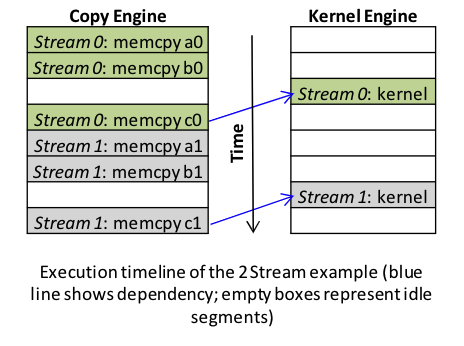 Copy Engine
Kernel Engine
Stream 0: memcpy a0
Stream 0: memcpy b0
Stream 0: kernel
Stream 0: memcpy c0
Stream 1: memcpy a1
Stream 1: memcpy b1
Time
Stream 1: kernel
Stream 1: memcpy c1
Execution timeline of the 2 Stream example (blue
line shows dependency; empty boxes represent idle
segments)